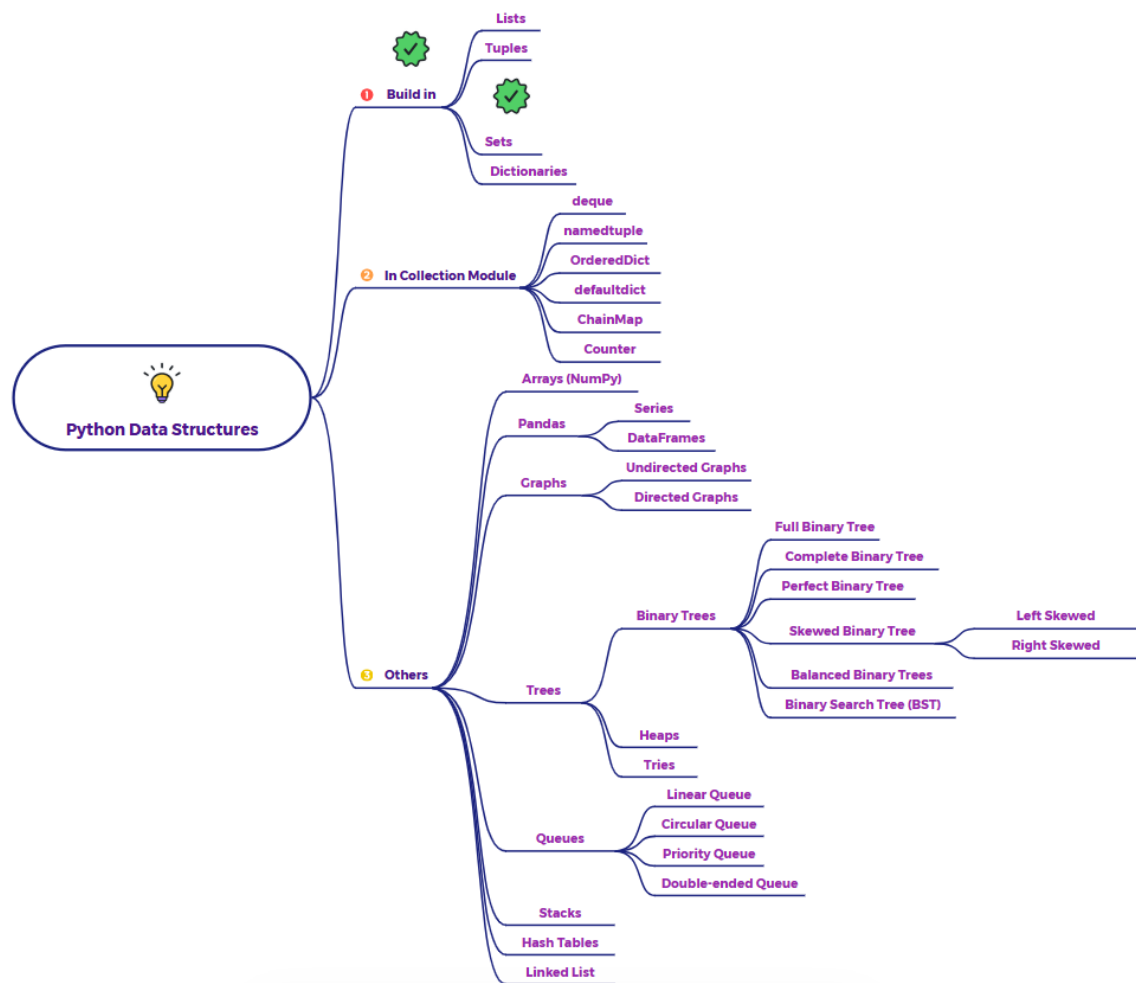 Python Data Structures
1 Build in
Lists
Tuples
Sets
Dictionaries
2 In Collection Module
deque
namedtuple
OrderedDict
defaultdict
ChainMap
Counter
3 Others
Arrays (NumPy)
Pandas
Series
DataFrames
Graphs
Undirected Graphs
Directed Graphs
Trees
Binary Trees
Full Binary Tree
Complete Binary Tree
Perfect Binary Tree
Skewed Binary Tree
Left Skewed
Right Skewed
Balanced Binary Trees
Binary Search Tree (BST)
Heaps
Tries
Queues
Linear Queue
Circular Queue
Priority Queue
Double-ended Queue
Stacks
Hash Tables
Linked List